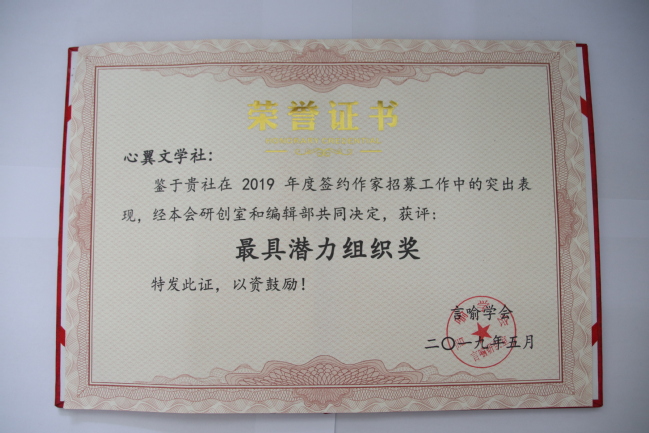 荣誉证书
心翼文学社：
鉴于贵社在 2019 年度签约作家招募工作中的突出表
现，经本会研创室和编辑部共同决定，获评：
最具潜力组织奖
特发此证，以资鼓励！
言喻学会
二〇一九年五月